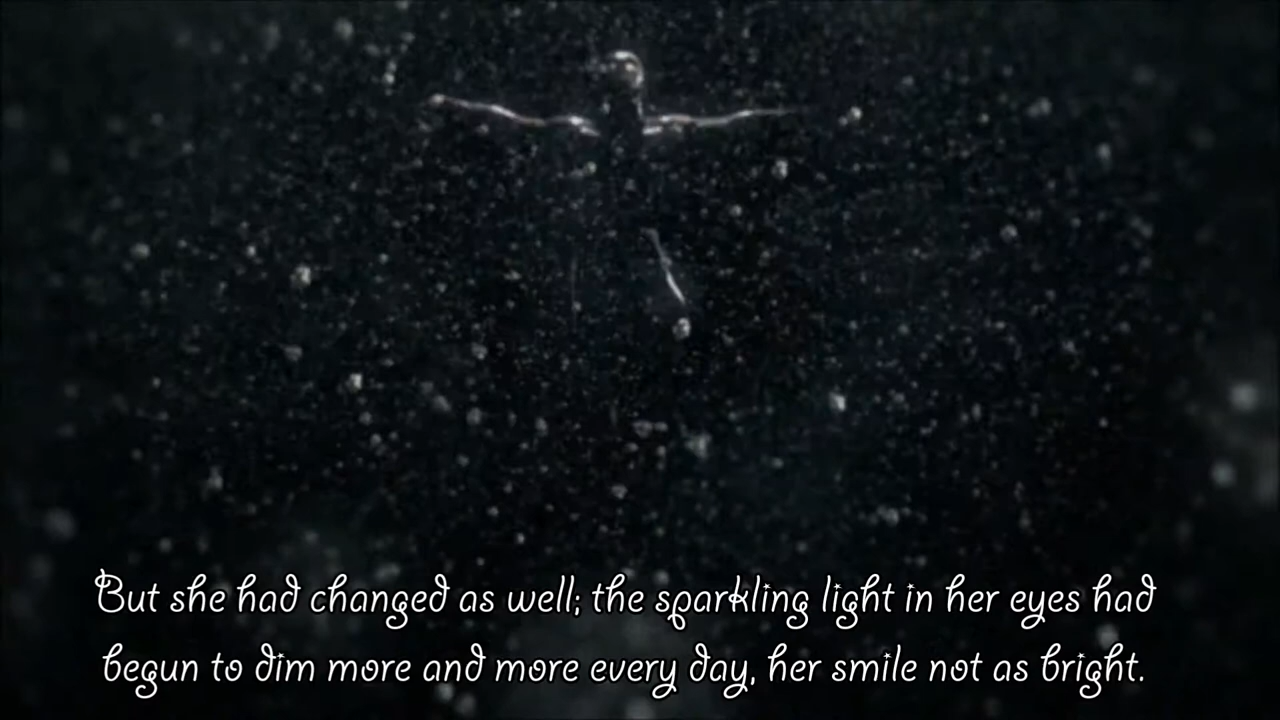 But she had changed as well; the sparkling light in her eyes had
begun to dim more and more every day, her smile not as bright.